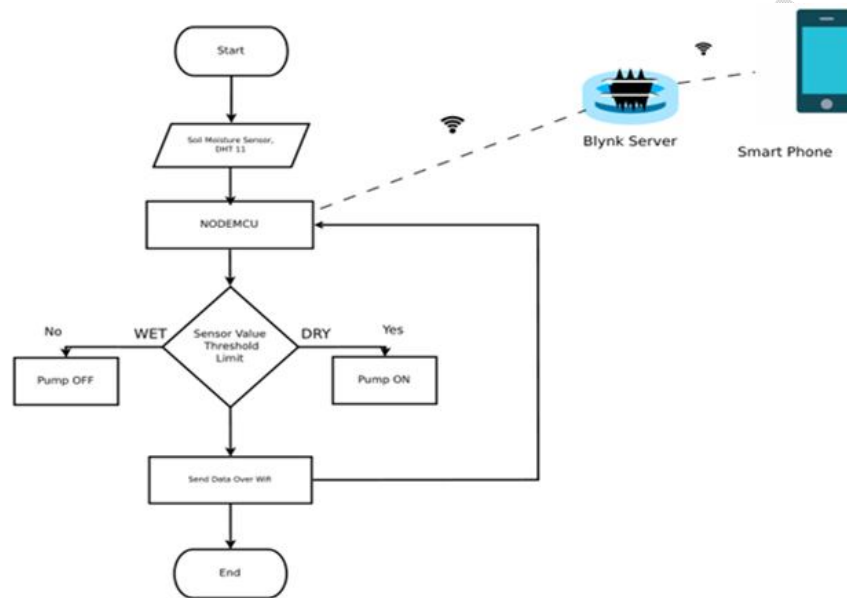 Start
Soil Moisture Sensor,
DHT 11
NODEMCU
Blynk Server
Smart Phone
No
WET
Sensor Value
Threshold
Limit
DRY
Yes
Pump OFF
Pump ON
Send Data Over Wifi
End